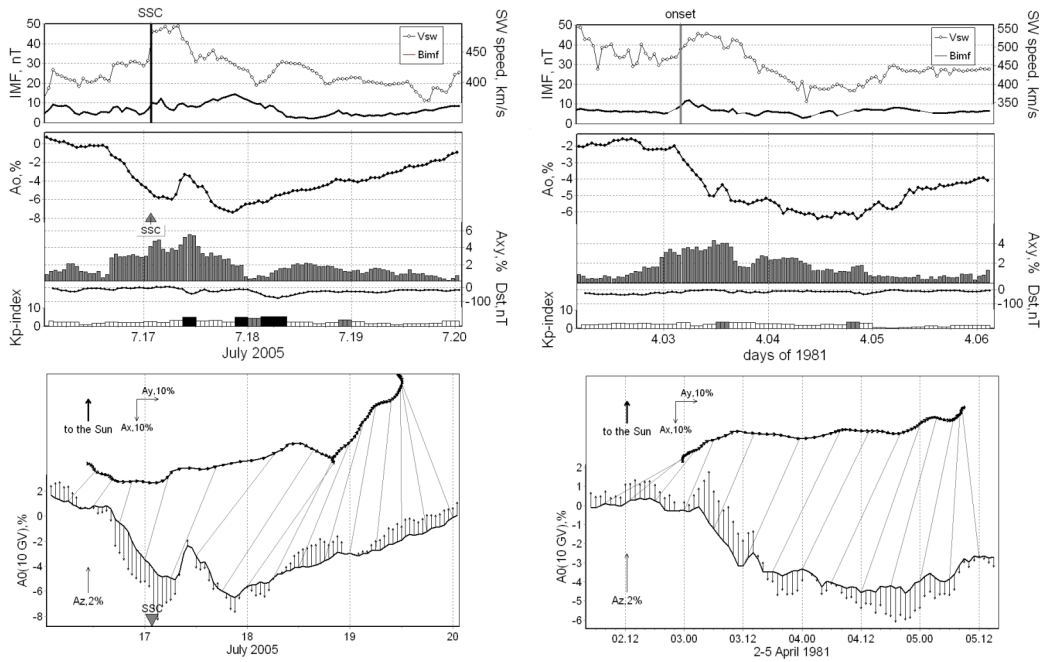 SSC
IMF, nT
50
40
30
20
10
0
Vsw
Bimf
450
400
SW speed, km/s
Ao, %
0
-2
-4
-6
-8
SSC
6
4
2
0
-100
Axy, %
Dst,nT
Kp-index
10
0
7.17 7.18 7.19 7.20
July 2005
onset
IMF, nT
50
40
30
20
10
0
Vsw
Bimf
550
500
450
400
350
SW speed, km/s
Ao, %
-2
-3
-4
-5
-6
4
2
0
-100
Axy, %
Dst,nT
Kp-index
10
0
4.03 4.04 4.05 4.06
days of 1981
to the Sun
Ay,10%
Ax,10%
A0(10 GV),%
2
0
-2
-4
-6
-8
Az,2%
SSC
17 18 19 20
July 2005
to the Sun
Ay,10%
Ax,10%
A0(10 GV),%
2
1
0
-1
-2
-3
-4
-5
-6
Az,2%
02.12 03.00 03.12 04.00 04.12 05.00 05.12
2-5 April 1981